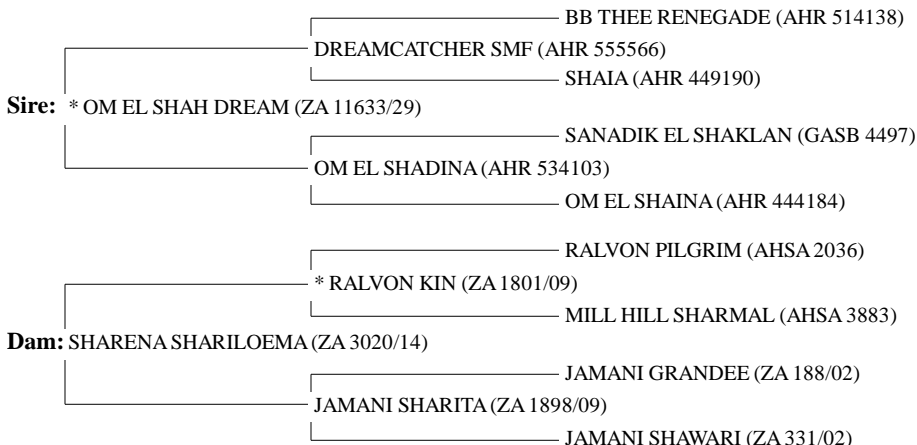 BB THEE RENEGADE (AHR 514138)
DREAMCATCHER SMF (AHR 555566)
SHAIA (AHR 449190)
Sire: * OM EL SHAH DREAM (ZA 11633/29)
SANADIK EL SHAKLAN (GASB 4497)
OM EL SHADINA (AHR 534103)
OM EL SHAINA (AHR 444184)
RALVON PILGRIM (AHSA 2036)
* RALVON KIN (ZA 1801/09)
MILL HILL SHARMAL (AHSA 3883)
Dam: SHARENA SHARILOEMA (ZA 3020/14)
JAMANI GRANDEE (ZA 188/02)
JAMANI SHARITA (ZA 1898/09)
JAMANI SHAWARI (ZA 331/02)